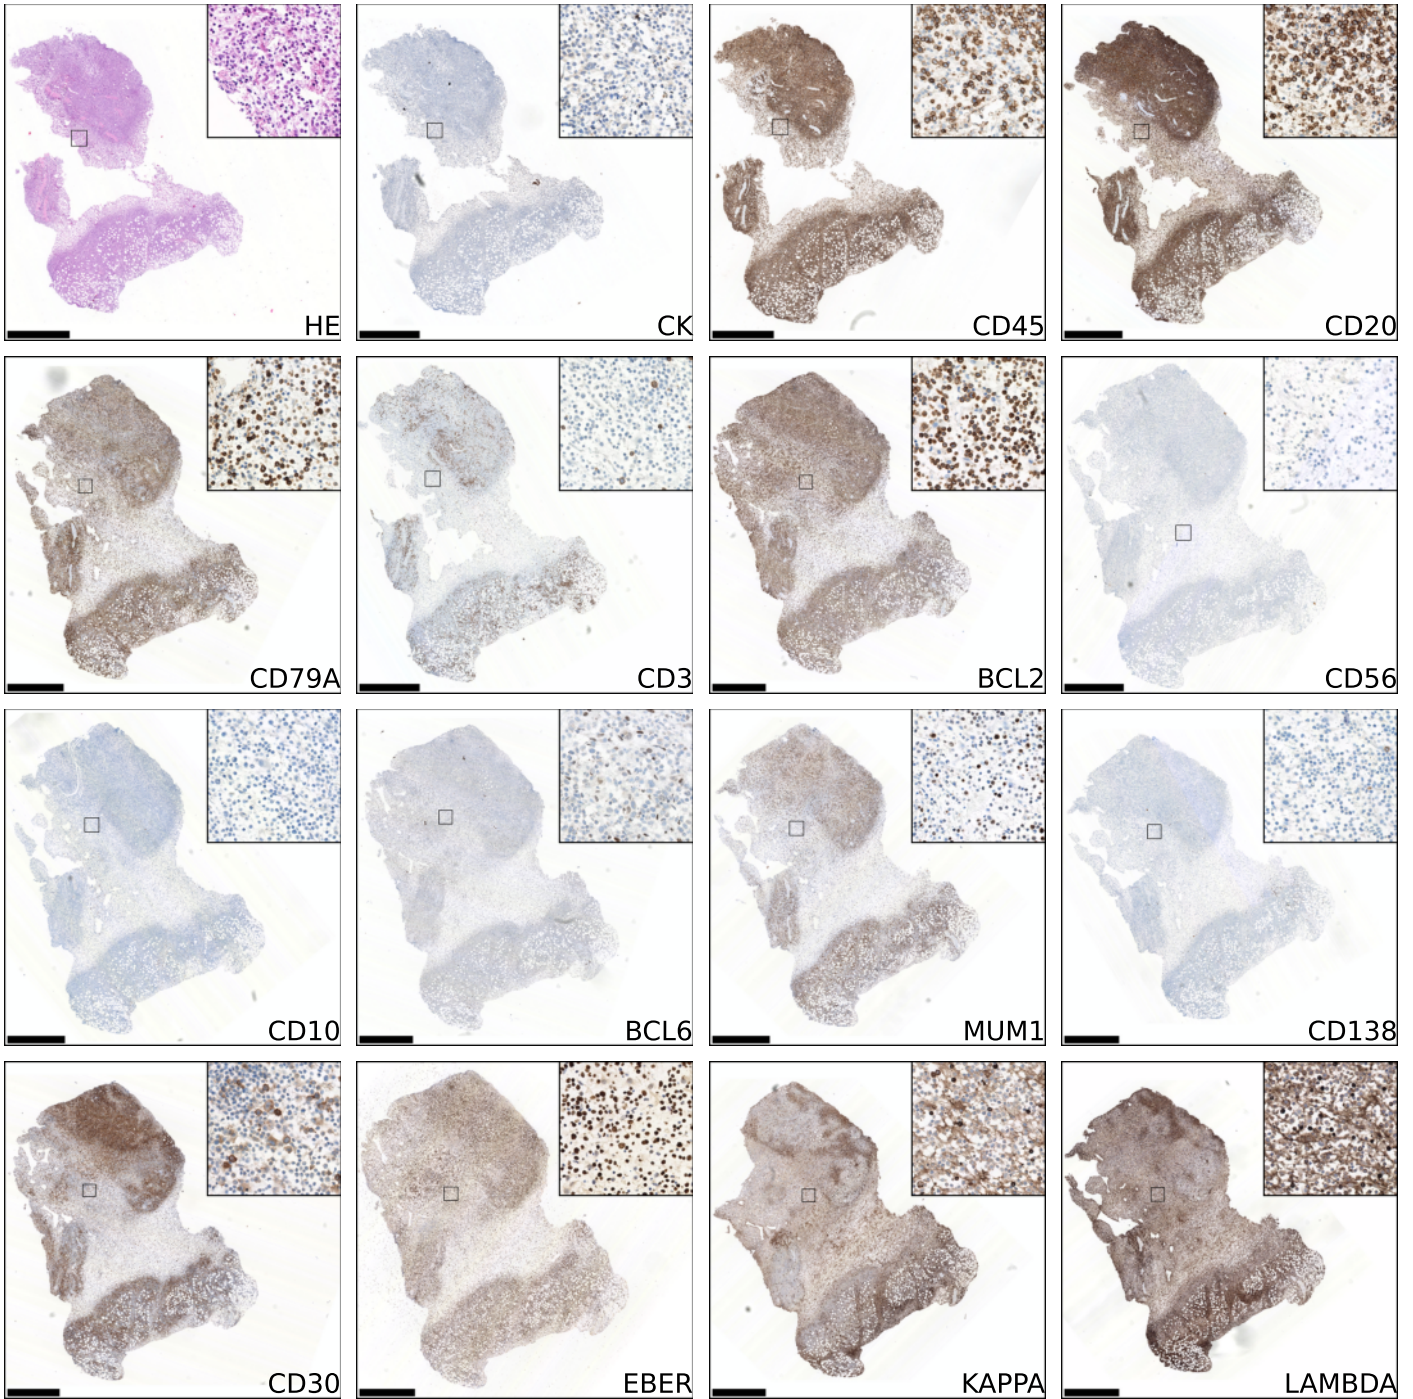 HE
CK
CD45
CD20
CD79A
CD3
BCL2
CD56
CD10
BCL6
MUM1
CD138
CD30
EBER
KAPPA
LAMBDA